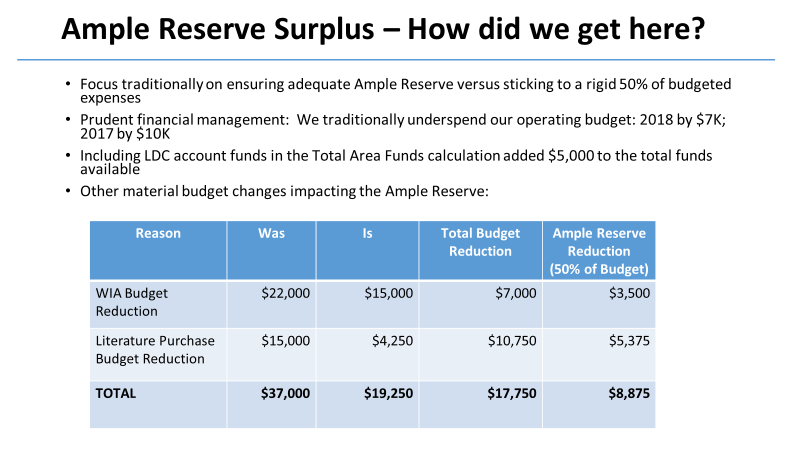 Ample Reserve Surplus – How did we get here?
• Focus traditionally on ensuring adequate Ample Reserve versus sticking to a rigid 50% of budgeted
expenses
• Prudent financial management:  We traditionally underspend our operating budget: 2018 by $7K;
2017 by $10K
• Including LDC account funds in the Total Area Funds calculation added $5,000 to the total funds
available
• Other material budget changes impacting the Ample Reserve:
Reason Was Is Total Budget Ample Reserve
Reduction Reduction
(50% of Budget)
WIA Budget $22,000 $15,000 $7,000 $3,500
Reduction
Literature Purchase $15,000 $4,250 $10,750 $5,375
Budget Reduction
TOTAL $37,000 $19,250 $17,750 $8,875